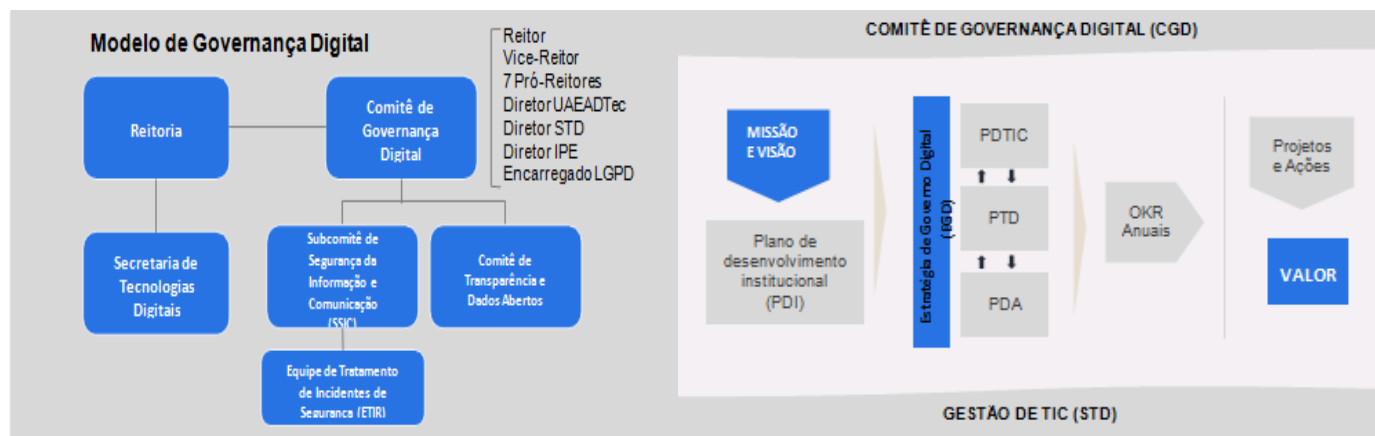 Modelo de Governança Digital
Reitor
Vice-Reitor
7 Pró-Reitores
Diretor UAEADTec
Diretor STD
Diretor IPE
Encarregado LGPD
Reitoria
Comitê de
Governança
Digital
Secretaria de
Tecnologias
Digitais
Subcomitê de
Segurança da
Informação e
Comunicação
(SSIC)
Comitê de
Transparência e
Dados Abertos
Equipe de Tratamento
de Incidentes de
Segurança (ETIR)
COMITÊ DE GOVERNANÇA DIGITAL (CGD)
MISSÃO
E VISÃO
Plano de
desenvolvimento
institucional
(PDI)
Estratégia de Governo Digital
(EGD)
PDTIC
PTD
PDA
OKR
Anuais
Projetos
e Ações
VALOR
GESTÃO DE TIC (STD)